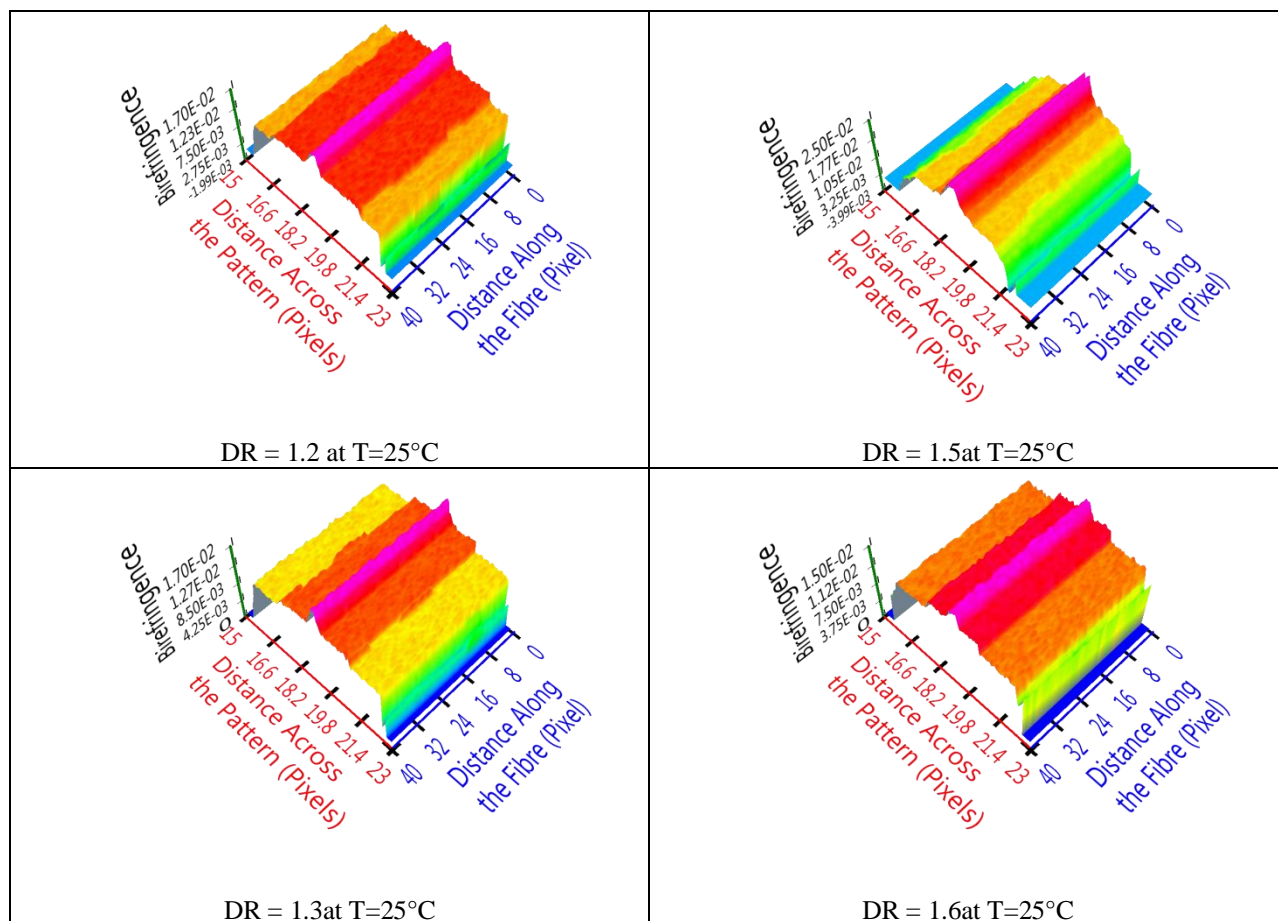 Birefringence
1.70E-02
1.23E-02
7.50E-03
2.75E-03
-1.99E-03
15
16.6
18.2
19.8
21.4
23
Distance Across
the Pattern (Pixels)
0
8
16
24
32
40
Distance Along
the Fibre (Pixel)
DR = 1.2 at T=25°C
Birefringence
2.50E-02
1.77E-02
1.05E-02
3.25E-03
-3.99E-03
15
16.6
18.2
19.8
21.4
23
Distance Across
the Pattern (Pixels)
0
8
16
24
32
40
Distance Along
the Fibre (Pixel)
DR = 1.5at T=25°C
Birefringence
1.70E-02
1.27E-02
8.50E-03
4.25E-03
0
15
16.6
18.2
19.8
21.4
23
Distance Across
the Pattern (Pixels)
0
8
16
24
32
40
Distance Along
the Fibre (Pixel)
DR = 1.3at T=25°C
Birefringence
1.50E-02
1.12E-02
7.50E-03
3.75E-03
0
15
16.6
18.2
19.8
21.4
23
Distance Across
the Pattern (Pixels)
0
8
16
24
32
40
Distance Along
the Fibre (Pixel)
DR = 1.6at T=25°C